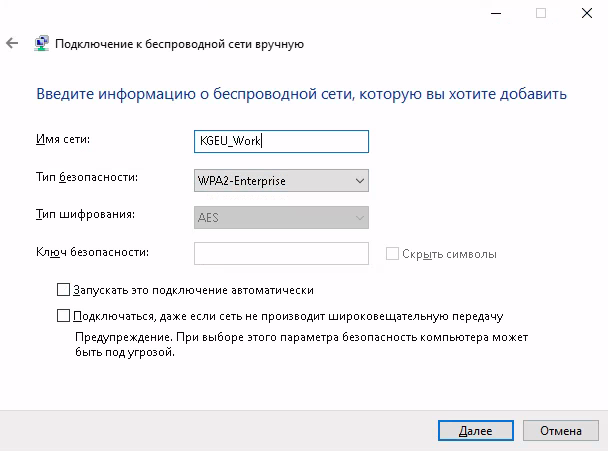 Подключение к беспроводной сети вручную
Введите информацию о беспроводной сети, которую вы хотите добавить
Имя сети: KGEU_Work
Тип безопасности: WPA2-Enterprise
Тип шифрования: AES
Ключ безопасности: Скрыть символы
Запускать это подключение автоматически
Подключаться, даже если сеть не производит широковещательную передачу
Предупреждение. При выборе этого параметра безопасность компьютера может
быть под угрозой.
Далее Отмена